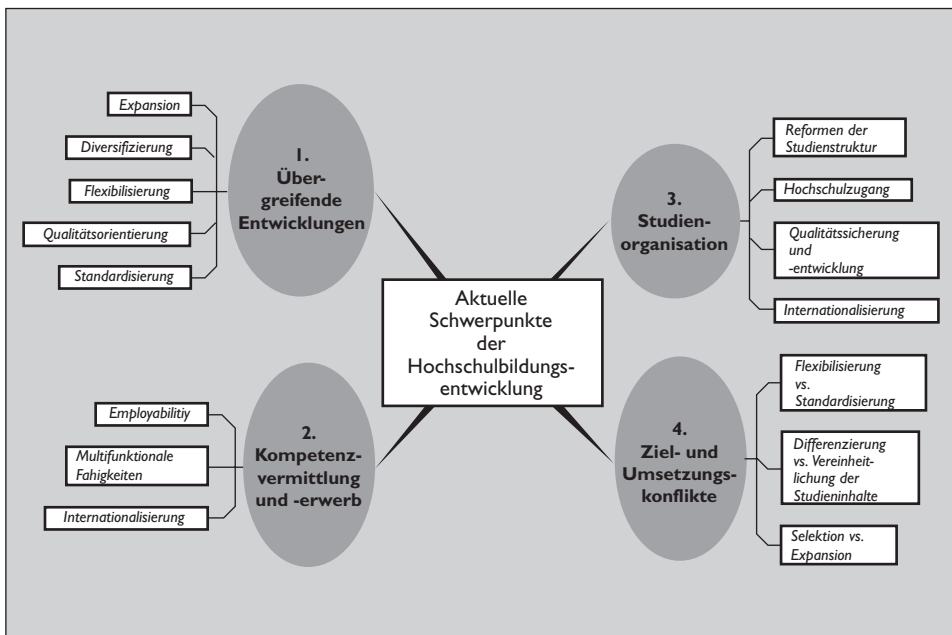 Aktuelle
Schwerpunkte
der
Hochschulbildungs-
entwicklung
1.
Über-
greifende
Entwicklungen
Expansion
Diversifizierung
Flexibilisierung
Qualitätsorientierung
Standardisierung
2.
Kompetenz-
vermittlung
und -erwerb
Employabilitiy
Multifunktionale
Fahigkeiten
Internationalisierung
3.
Studien-
organisation
Reformen der
Studienstruktur
Hochschulzugang
Qualitätssicherung
und
-entwicklung
Internationalisierung
4.
Ziel- und
Umsetzungs-
konflikte
Flexibilisierung
vs.
Standardisierung
Differenzierung
vs. Vereinheit-
lichung der
Studieninhalte
Selektion vs.
Expansion